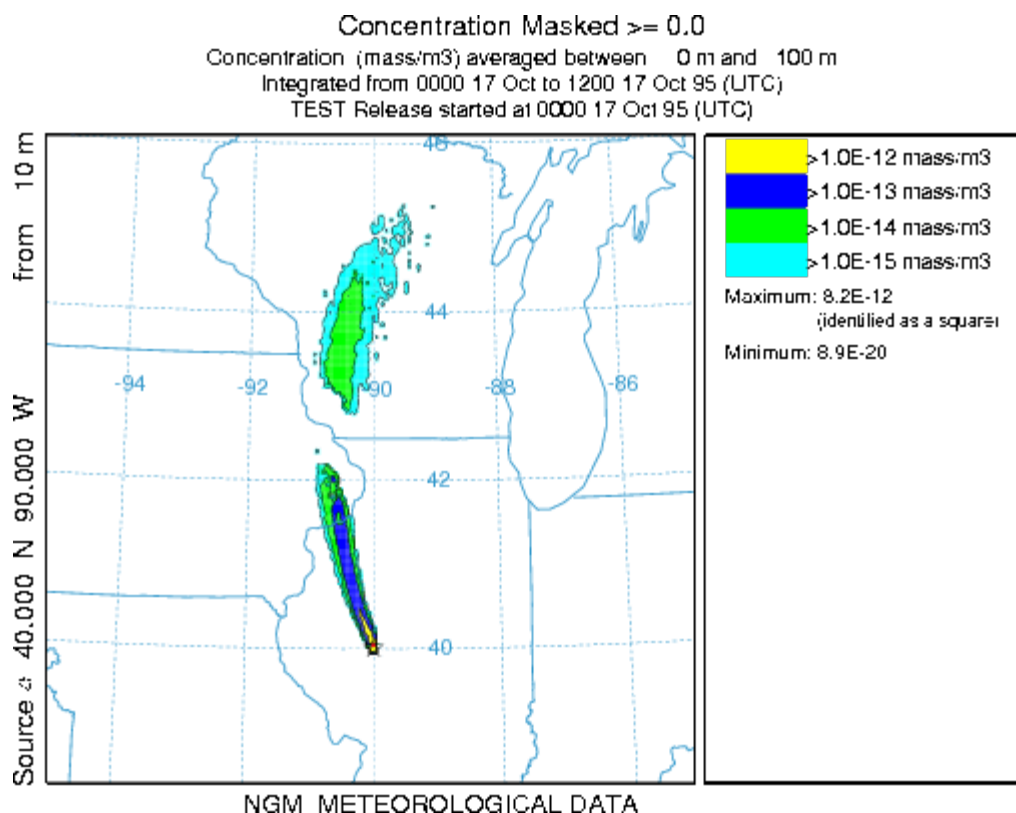 Concentration Masked >= 0.0
Concentration (mass/m3) averaged between 0 m and 100 m
Integrated from 0000 17 Oct to 1200 17 Oct 95 (UTC)
TEST Release started at 0000 17 Oct 95 (UTC)
Source 40.000 N 90.000 W from 10 m
>1.0E-12 mass/m3
>1.0E-13 mass/m3
>1.0E-14 mass/m3
>1.0E-15 mass/m3
Maximum: 8.2E-12
(identified as a square)
Minimum: 8.9E-20
44
-94
-92
-90
-88
-86
42
40
NGM METEOROLOGICAL DATA